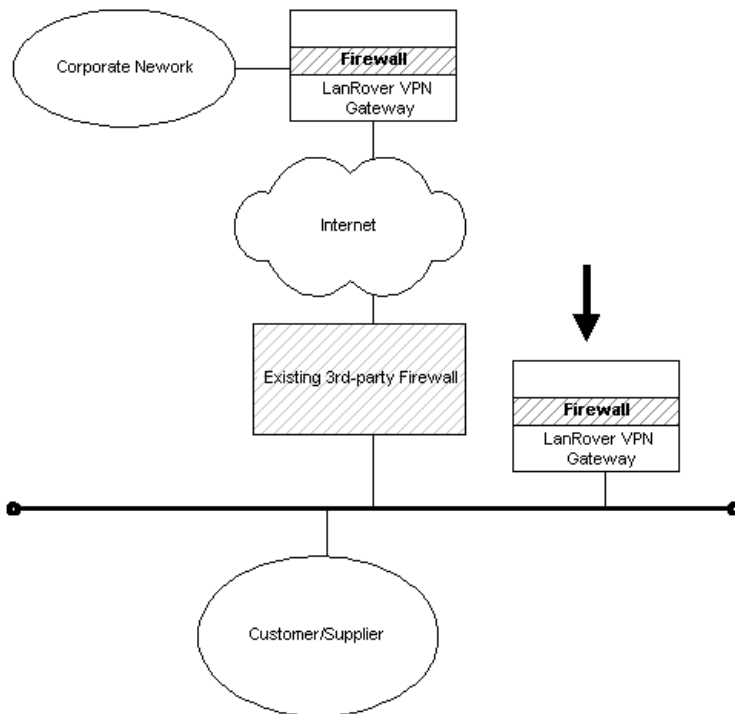 Corporate Nework
Firewall
LanRover VPN
Gateway
Internet
Existing 3rd-party Firewall
Firewall
LanRover VPN
Gateway
Customer/Supplier